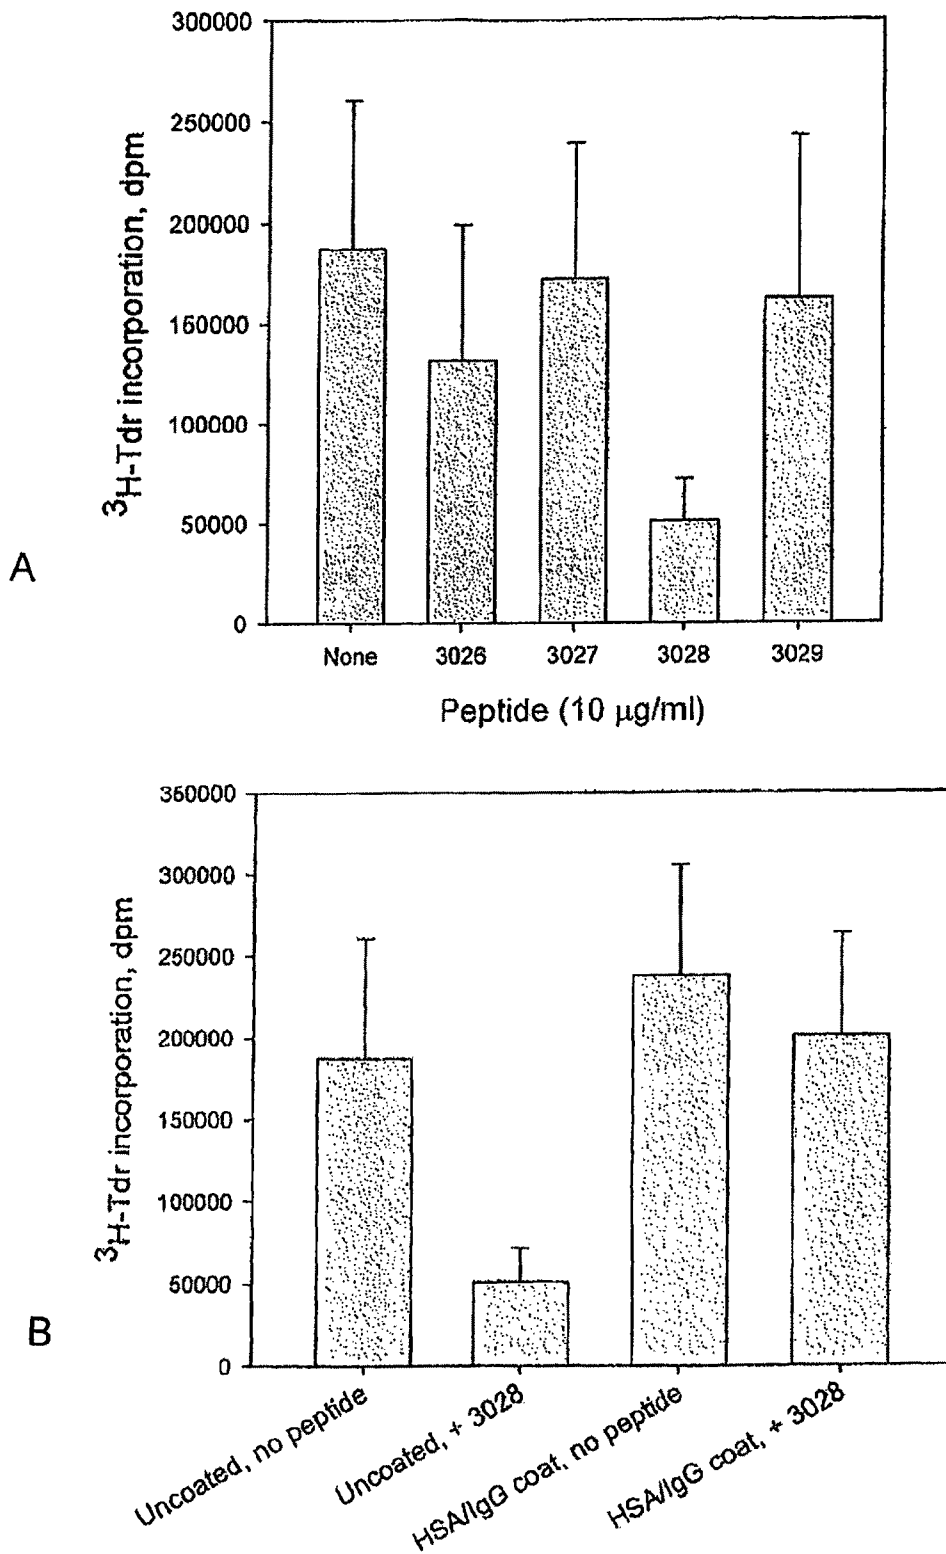 300000
250000
200000
150000
100000
50000
0
³H-Tdr incorporation, dpm
A
None 3026 3027 3028 3029
Peptide (10 µg/ml)
350000
300000
250000
200000
150000
100000
50000
0
³H-Tdr incorporation, dpm
B
Uncoated, no peptide
Uncoated, + 3028
HSA/IgG coat, no peptide
HSA/IgG coat, + 3028